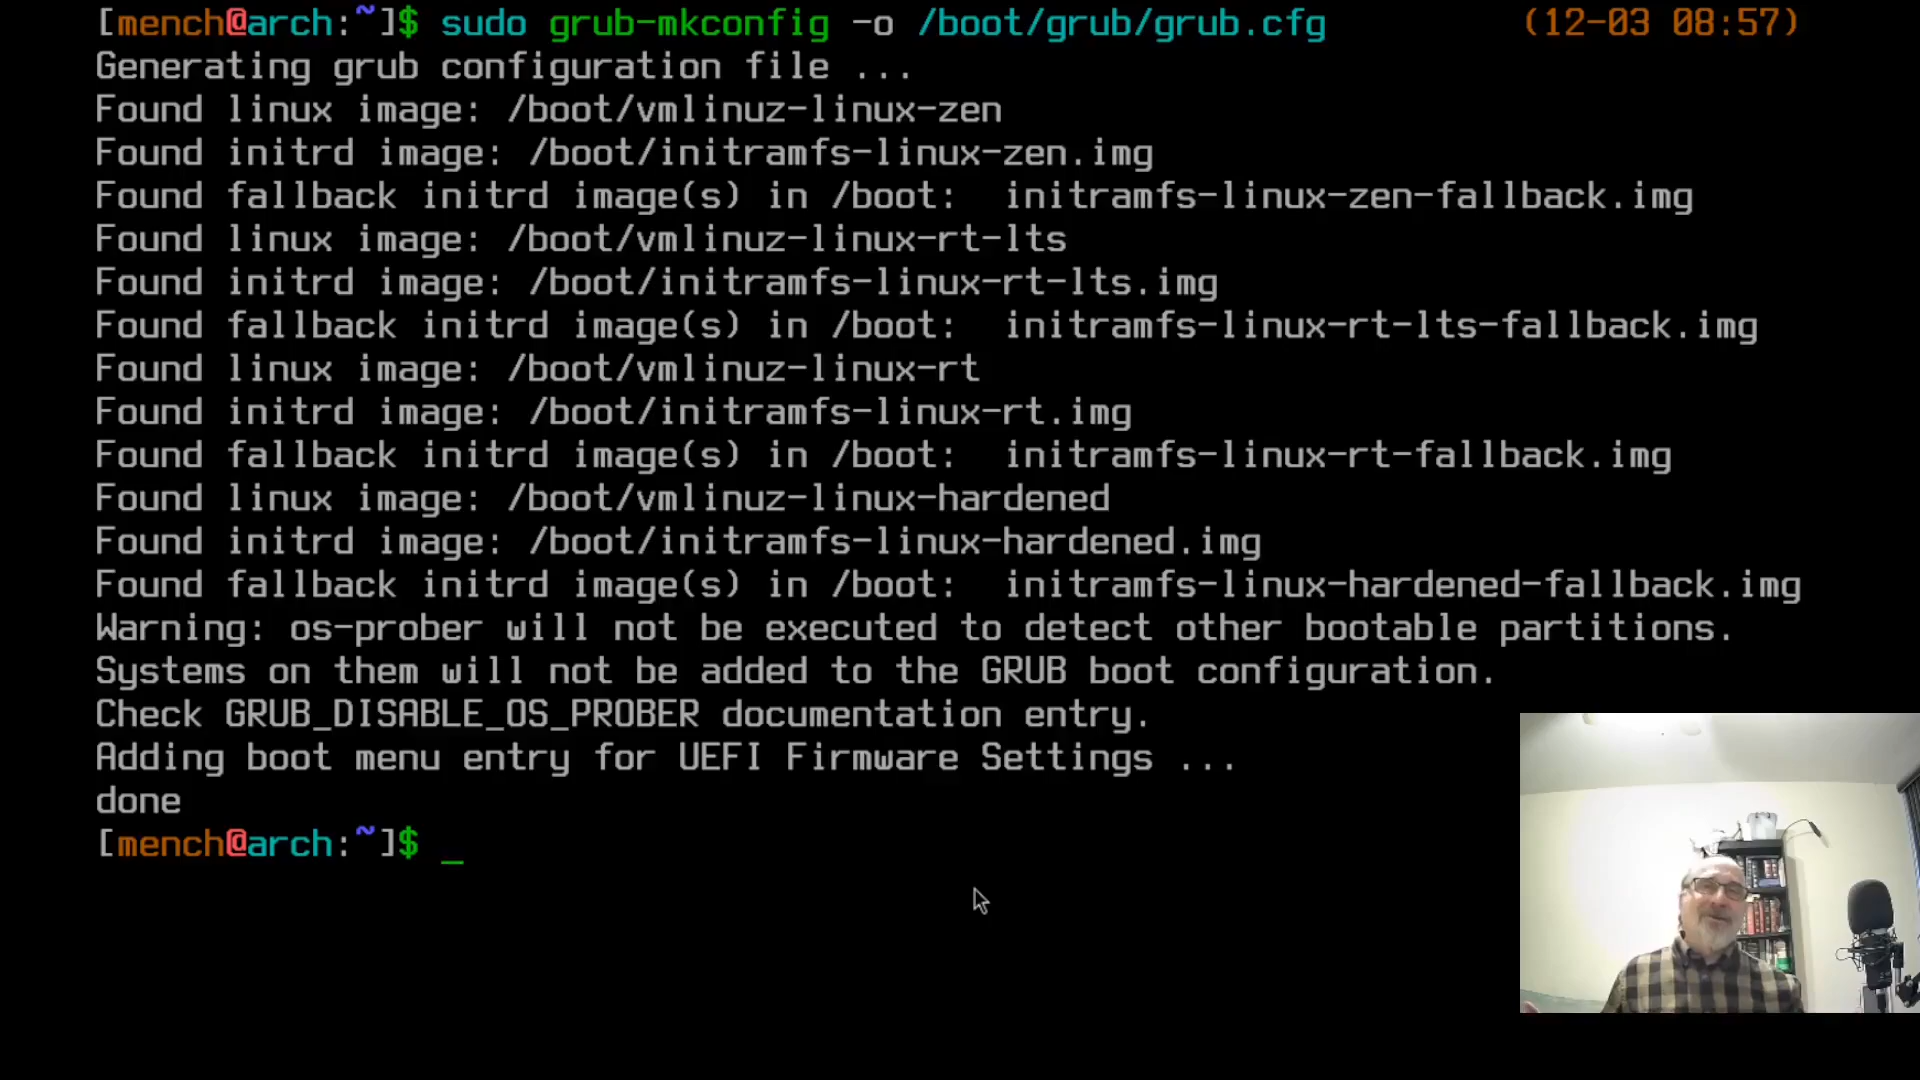 [mench@arch:~]$ sudo grub-mkconfig -o /boot/grub/grub.cfg (12-03 08:57)
Generating grub configuration file ...
Found linux image: /boot/vmlinuz-linux-zen
Found initrd image: /boot/initramfs-linux-zen.img
Found fallback initrd image(s) in /boot:  initramfs-linux-zen-fallback.img
Found linux image: /boot/vmlinuz-linux-rt-lts
Found initrd image: /boot/initramfs-linux-rt-lts.img
Found fallback initrd image(s) in /boot:  initramfs-linux-rt-lts-fallback.img
Found linux image: /boot/vmlinuz-linux-rt
Found initrd image: /boot/initramfs-linux-rt.img
Found fallback initrd image(s) in /boot:  initramfs-linux-rt-fallback.img
Found linux image: /boot/vmlinuz-linux-hardened
Found initrd image: /boot/initramfs-linux-hardened.img
Found fallback initrd image(s) in /boot:  initramfs-linux-hardened-fallback.img
Warning: os-prober will not be executed to detect other bootable partitions.
Systems on them will not be added to the GRUB boot configuration.
Check GRUB_DISABLE_OS_PROBER documentation entry.
Adding boot menu entry for UEFI Firmware Settings ...
done
[mench@arch:~]$ _